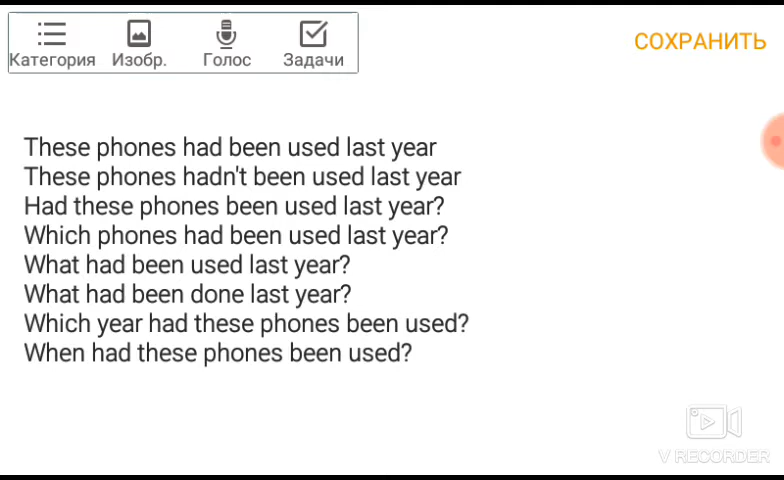 Категория Изобр. Голос Задачи СОХРАНИТЬ
These phones had been used last year
These phones hadn't been used last year
Had these phones been used last year?
Which phones had been used last year?
What had been used last year?
What had been done last year?
Which year had these phones been used?
When had these phones been used?
V RECORDER